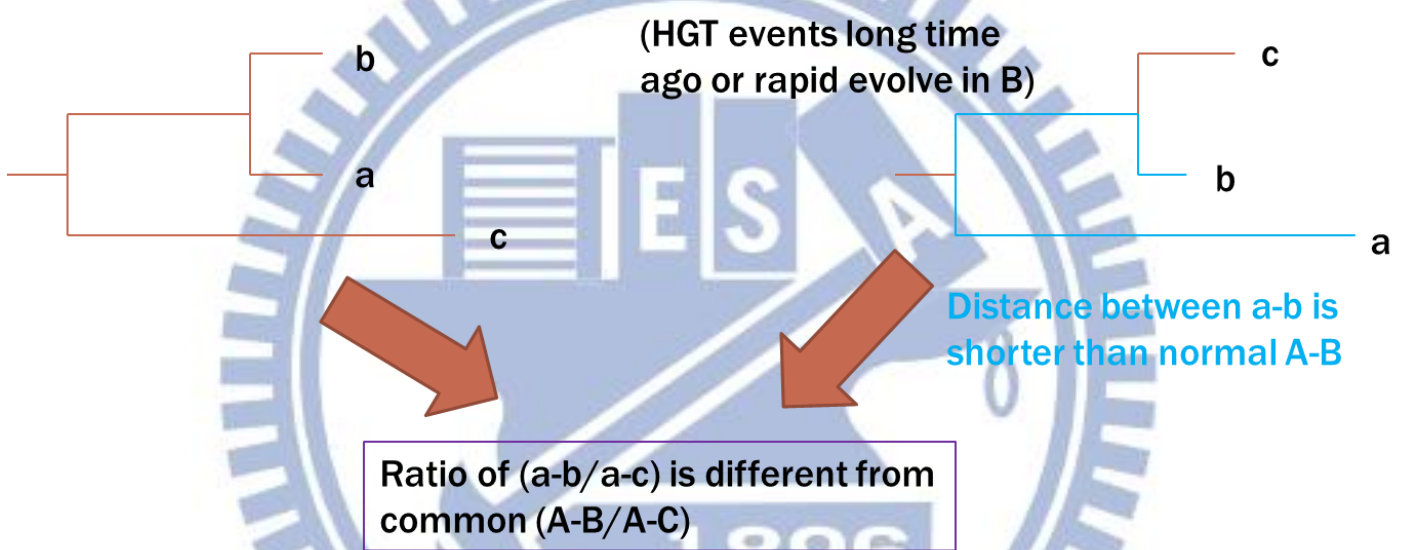 (HGT events long time
ago or rapid evolve in B)
b
a
c
c
b
a
E S A
Distance between a-b is
shorter than normal A-B
Ratio of (a-b/a-c) is different from
common (A-B/A-C)
1896